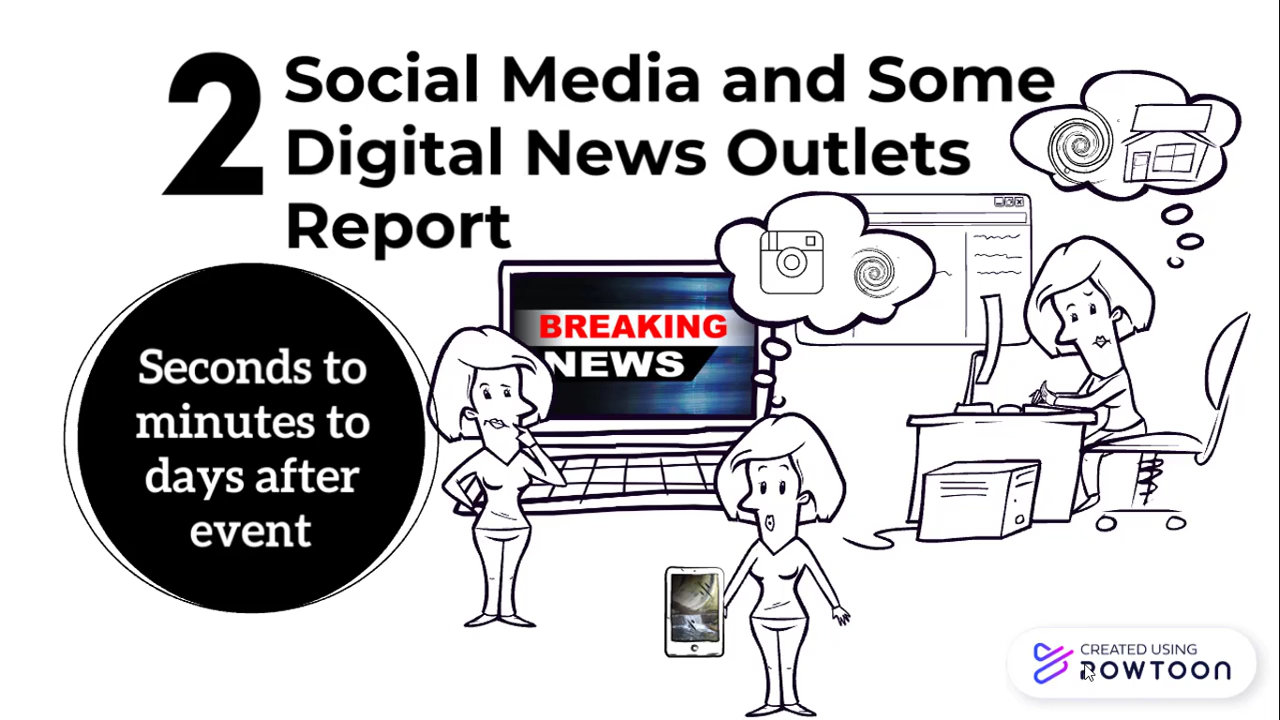 2
Social Media and Some
Digital News Outlets
Report
Seconds to
minutes to
days after
event
BREAKING
NEWS
CREATED USING
POWTOON